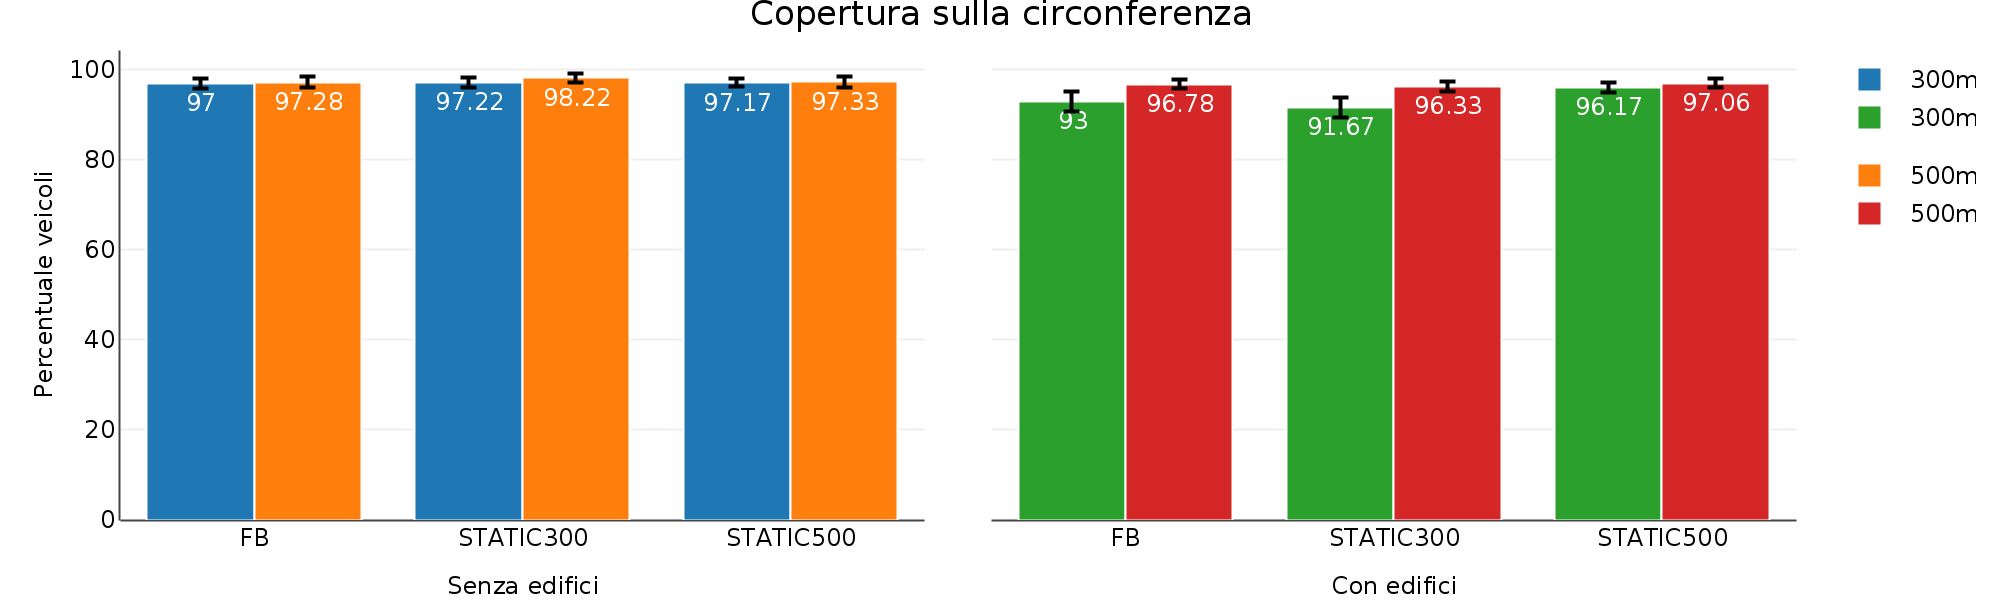 Copertura sulla circonferenza
Percentuale veicoli
100
80
60
40
20
0
97
97.28
97.22
98.22
97.17
97.33
FB
STATIC300
STATIC500
Senza edifici
93
96.78
91.67
96.33
96.17
97.06
FB
STATIC300
STATIC500
Con edifici
300m
300m
500m
500m